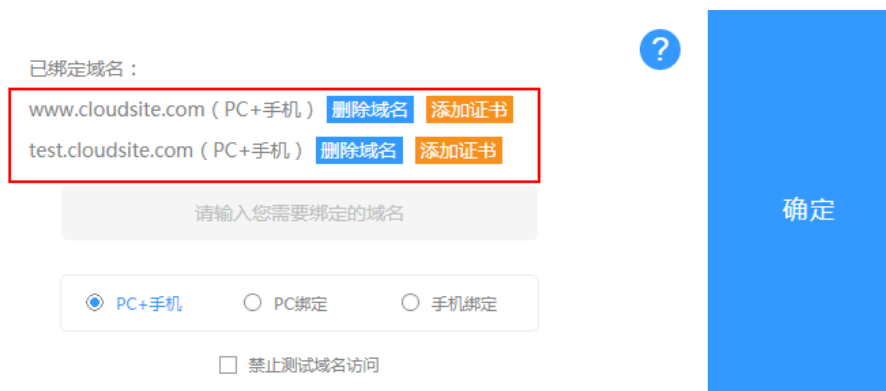 ?
已绑定域名：
www.cloudsite.com（PC+手机） 删除域名 添加证书
test.cloudsite.com（PC+手机） 删除域名 添加证书
请输入您需要绑定的域名
确定
PC+手机 PC绑定 手机绑定
禁止测试域名访问